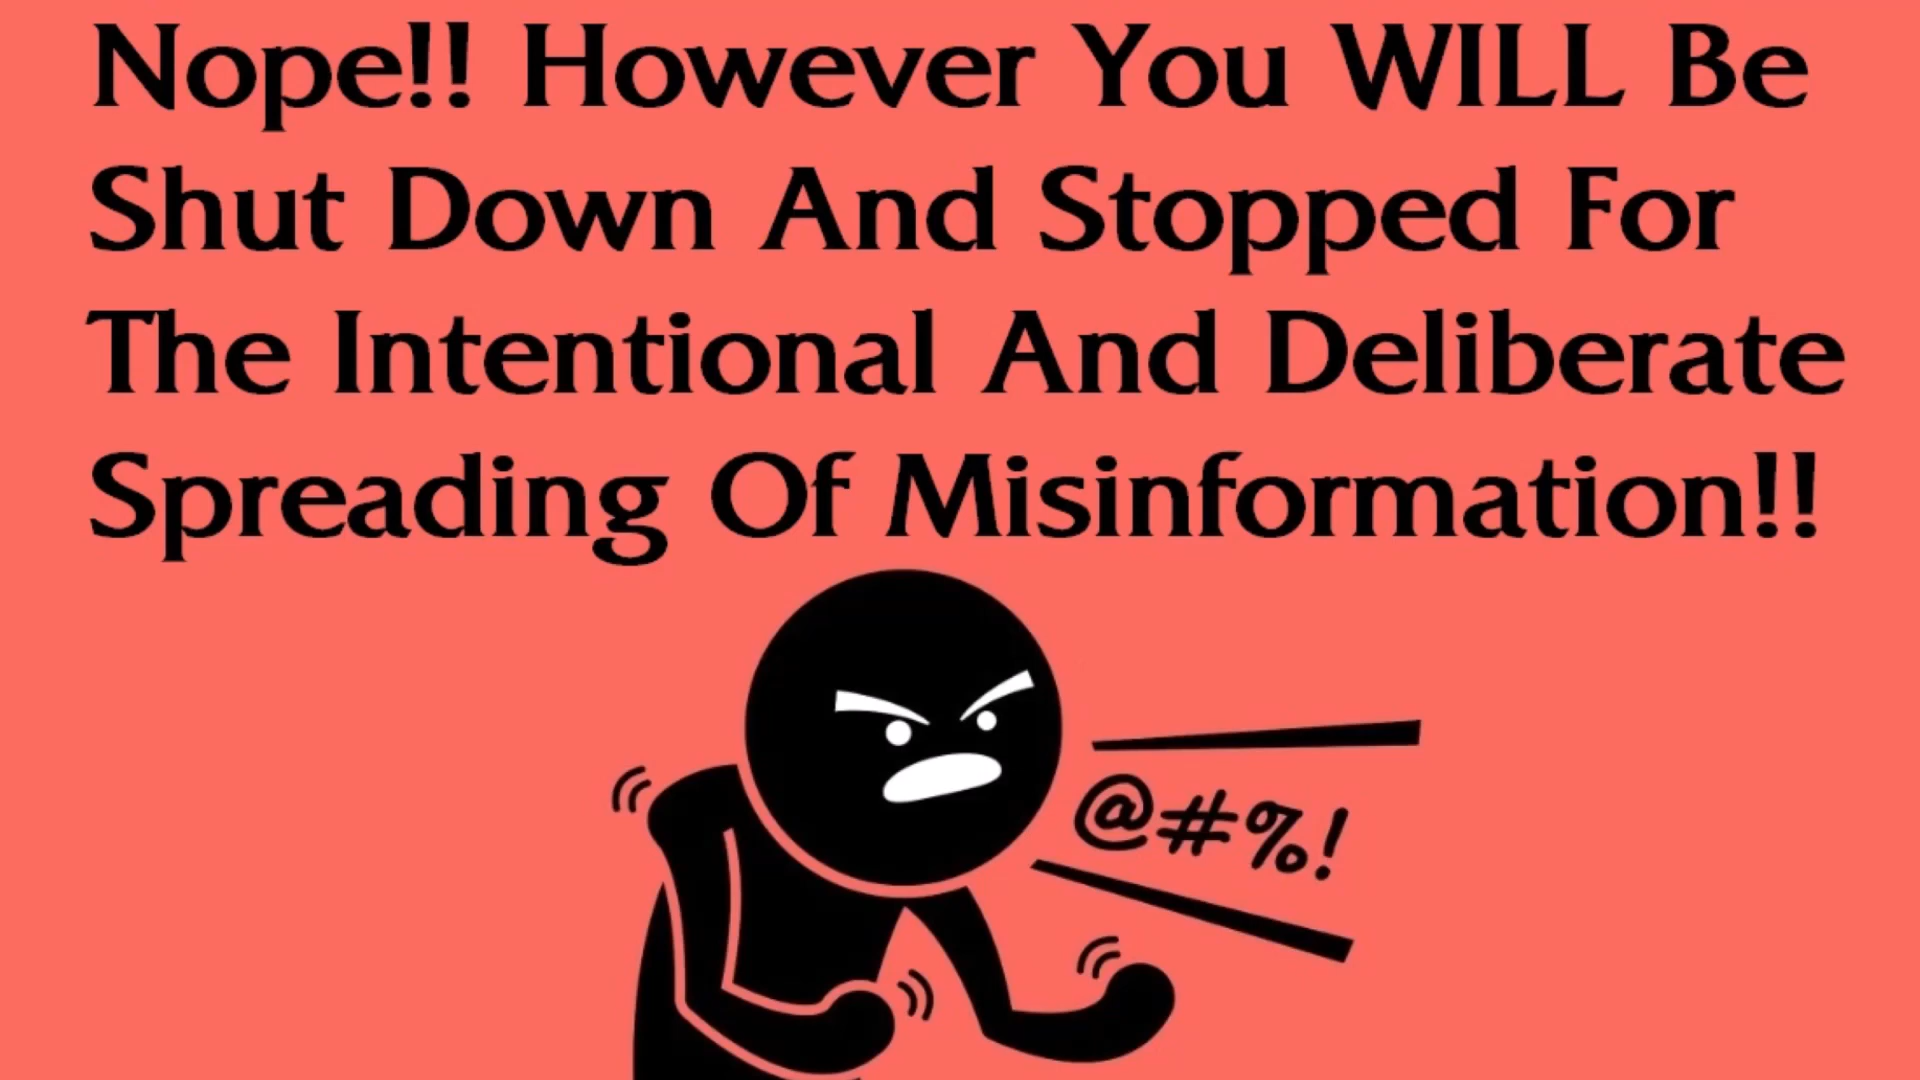 Nope!! However You WILL Be
Shut Down And Stopped For
The Intentional And Deliberate
Spreading Of Misinformation!!
@#%!